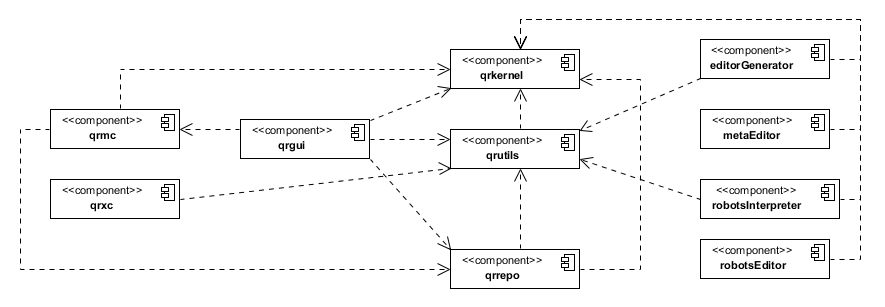 <<component>>
qrkernel
<<component>>
editorGenerator
<<component>>
qrmc
<<component>>
qrgui
<<component>>
qrutils
<<component>>
metaEditor
<<component>>
qrxc
<<component>>
robotsInterpreter
<<component>>
qrrepo
<<component>>
robotsEditor